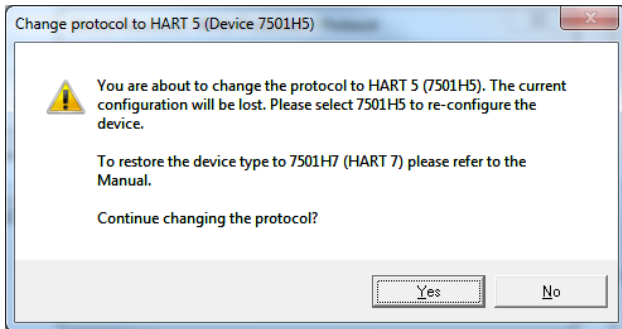 Change protocol to HART 5 (Device 7501H5)
You are about to change the protocol to HART 5 (7501H5). The current
configuration will be lost. Please select 7501H5 to re-configure the
device.
To restore the device type to 7501H7 (HART 7) please refer to the
Manual.
Continue changing the protocol?
Yes
No